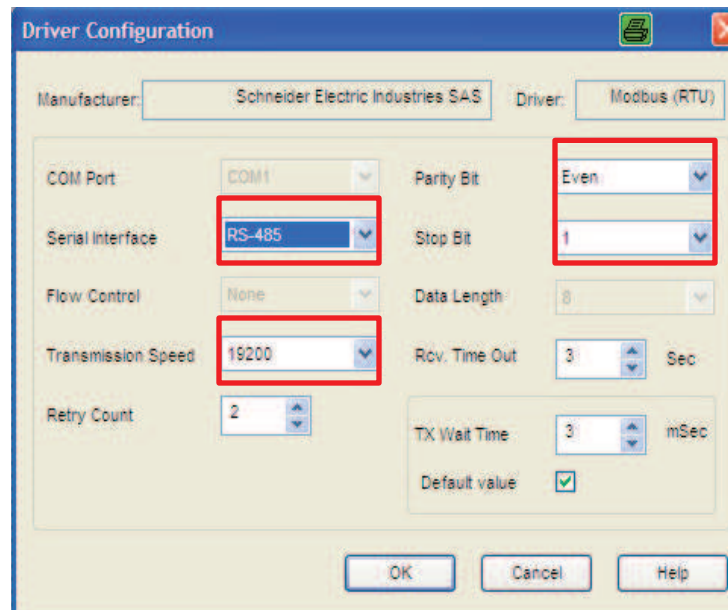 Driver Configuration
Manufacturer: Schneider Electric Industries SAS Driver: Modbus (RTU)
COM Port COM1 Parity Bit Even
Serial Interface RS-485 Stop Bit 1
Flow Control None Data Length 8
Transmission Speed 19200 Rcv. Time Out 3 Sec
Retry Count 2 TX Wait Time 3 mSec
Default value
OK Cancel Help